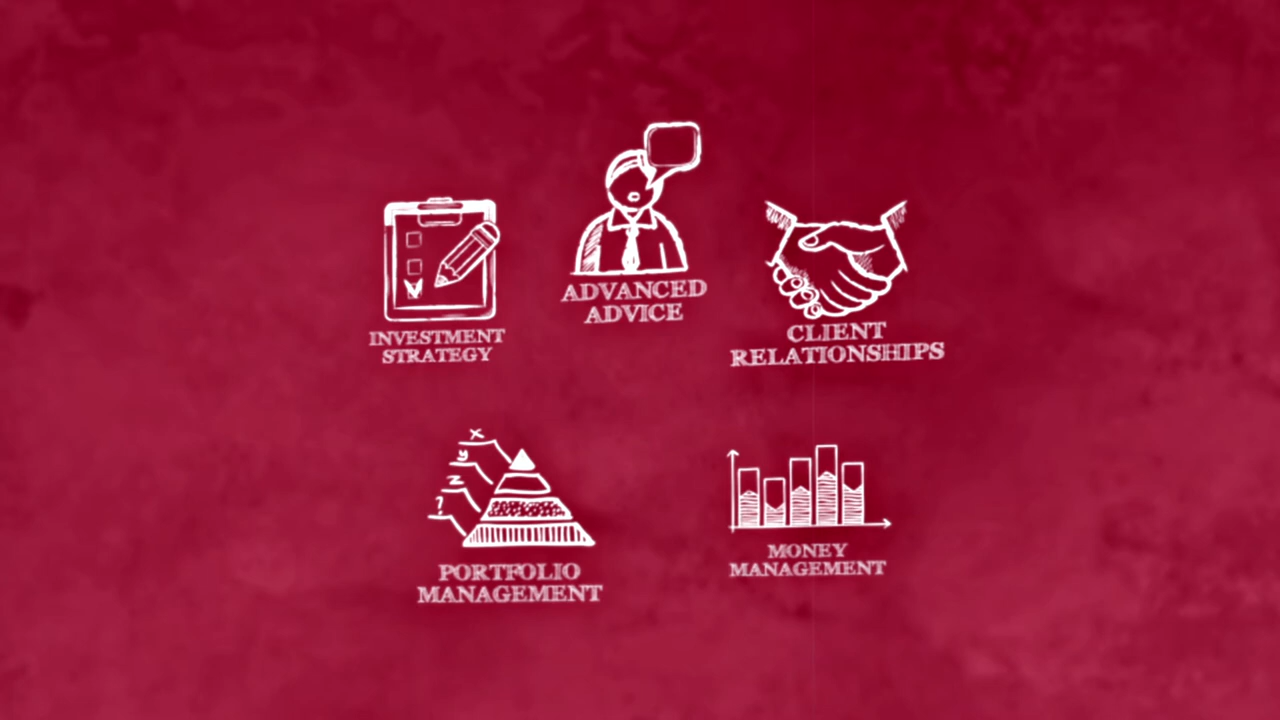 ADVANCED
ADVICE
INVESTMENT
STRATEGY
CLIENT
RELATIONSHIPS
x
y
z
?
PORTFOLIO
MANAGEMENT
MONEY
MANAGEMENT